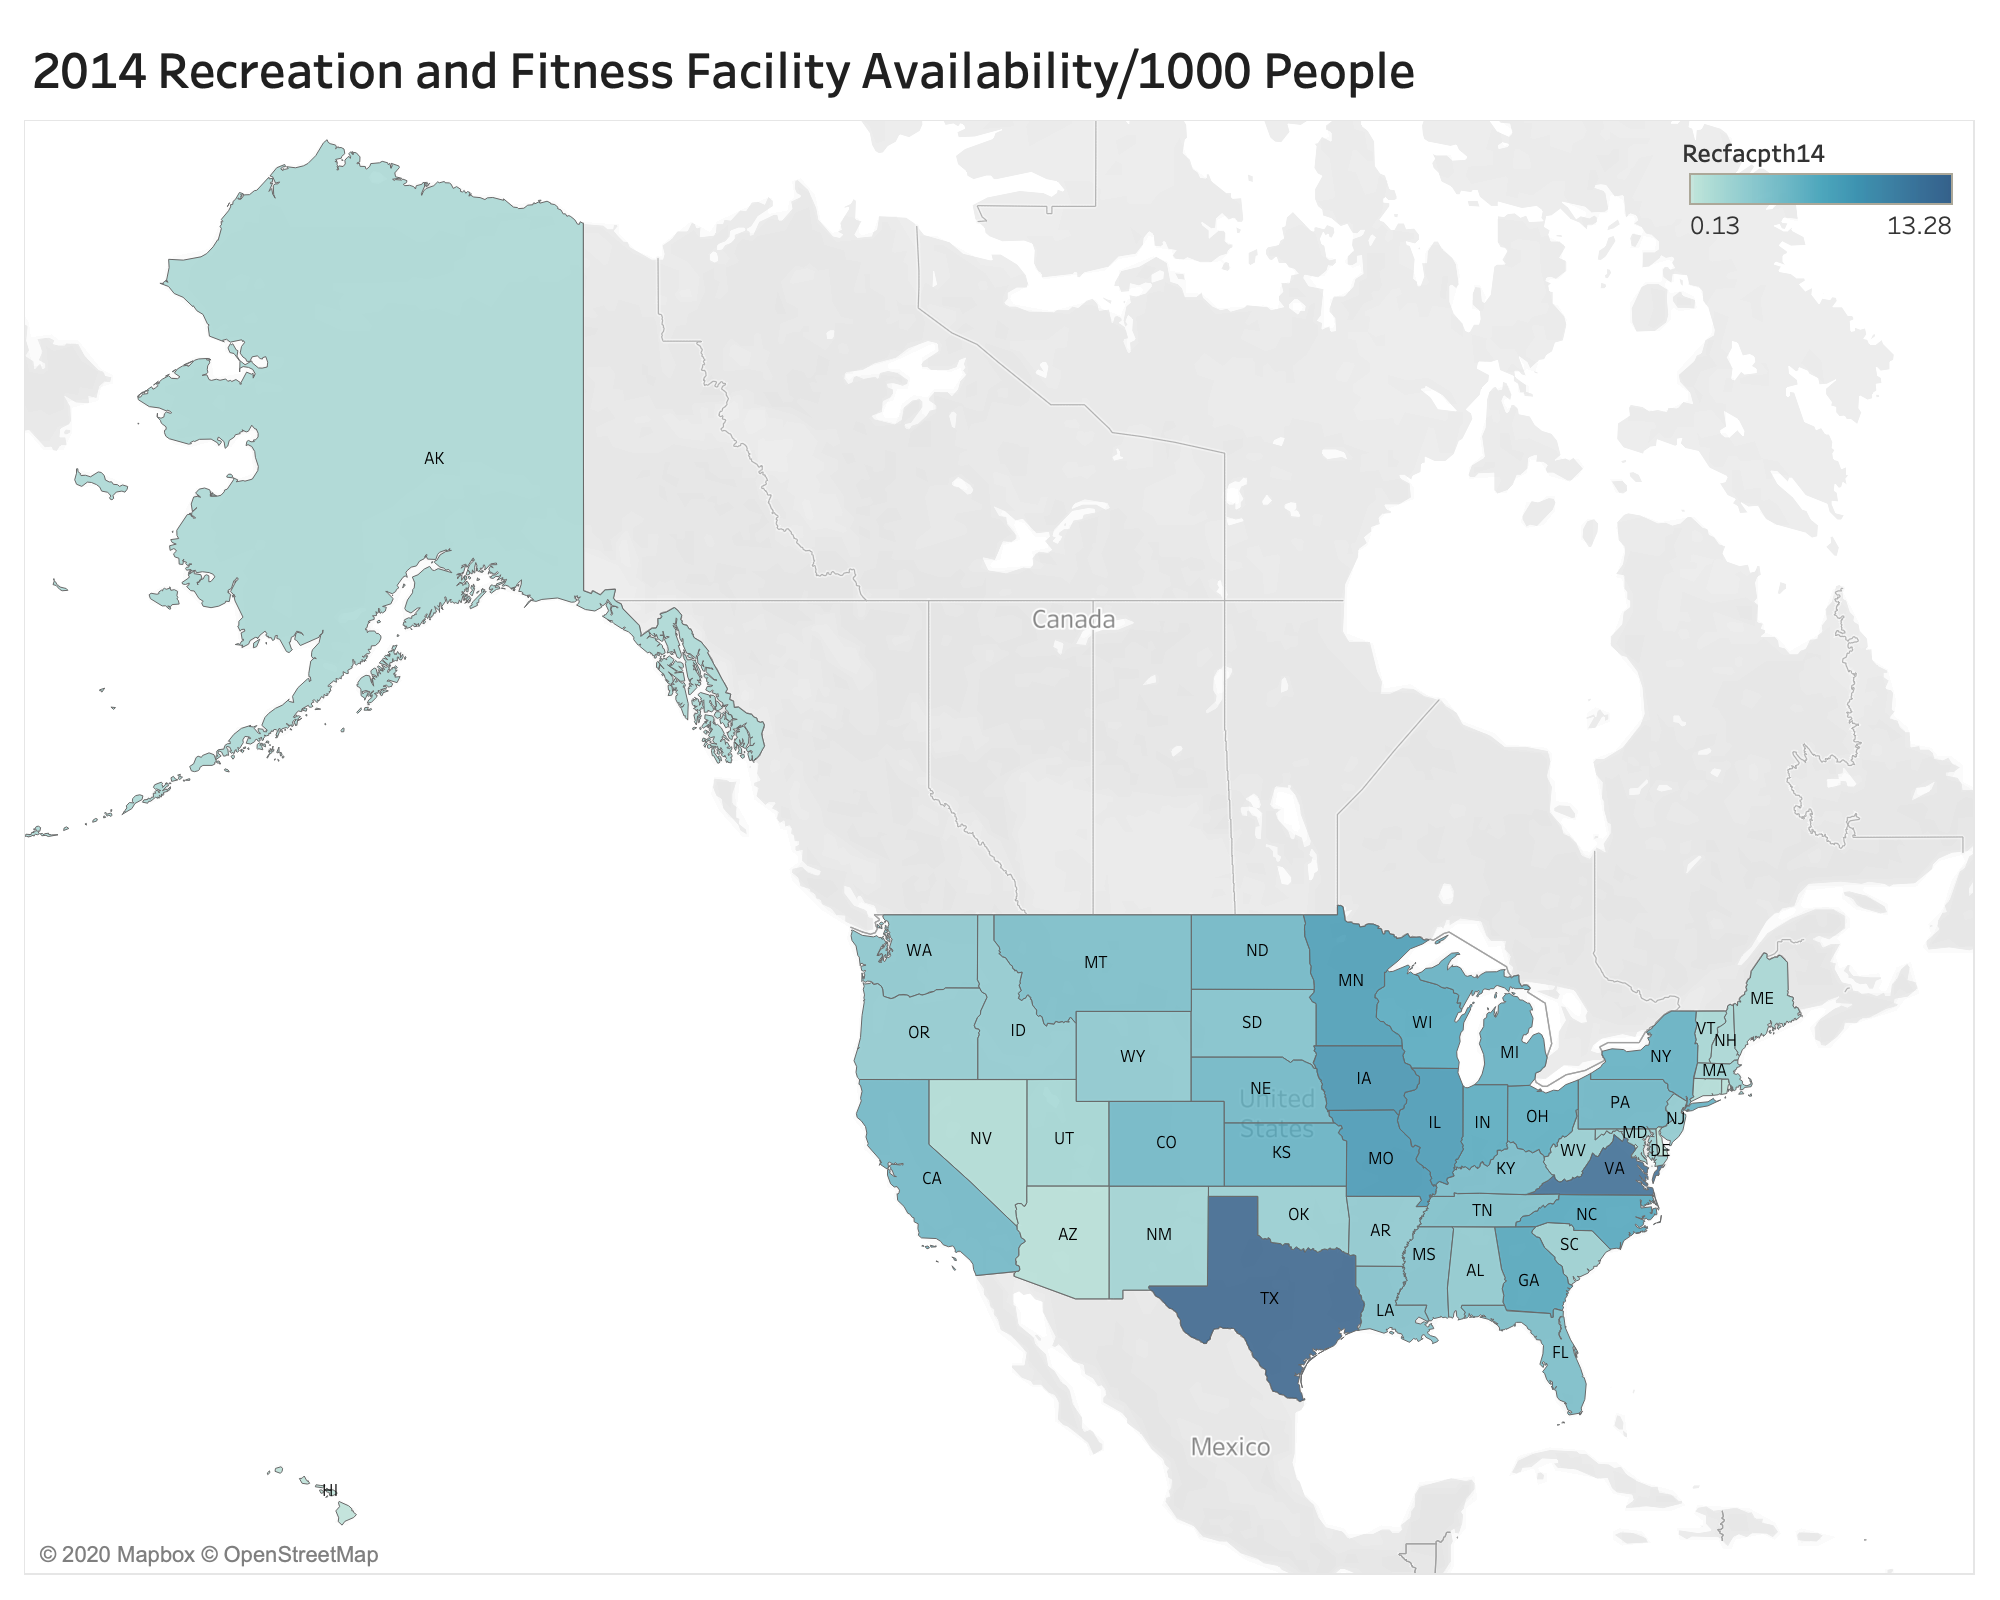 2014 Recreation and Fitness Facility Availability/1000 People
Recfacpth14
0.13 13.28
AK
Canada
WA
MT
ND
MN
ME
OR
ID
WY
SD
WI
MI
NY
VT
NH
MA
NV
UT
CO
NE
IA
IL
IN
OH
PA
NJ
United
States
CA
KS
MO
KY
WV
MD
DE
VA
AZ
NM
OK
AR
TN
NC
TX
LA
MS
AL
GA
SC
FL
Mexico
HI
© 2020 Mapbox © OpenStreetMap